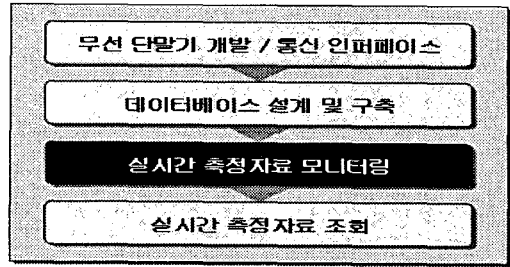 무선 단말기 개발 / 통신 인퍼페이스
데이터베이스 설계 및 구축
실시간 측정자료 모니터링
실시간 측정자료 조회